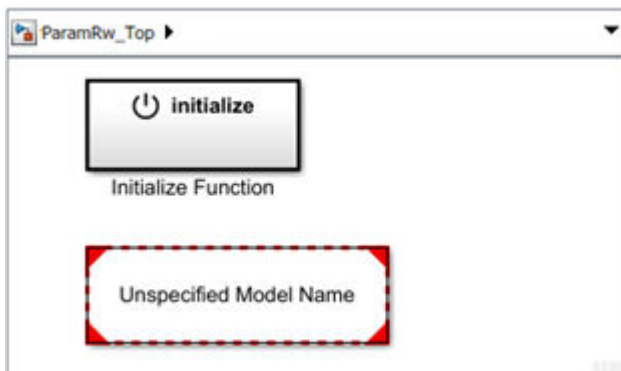 ParamRw_Top
initialize
Initialize Function
Unspecified Model Name